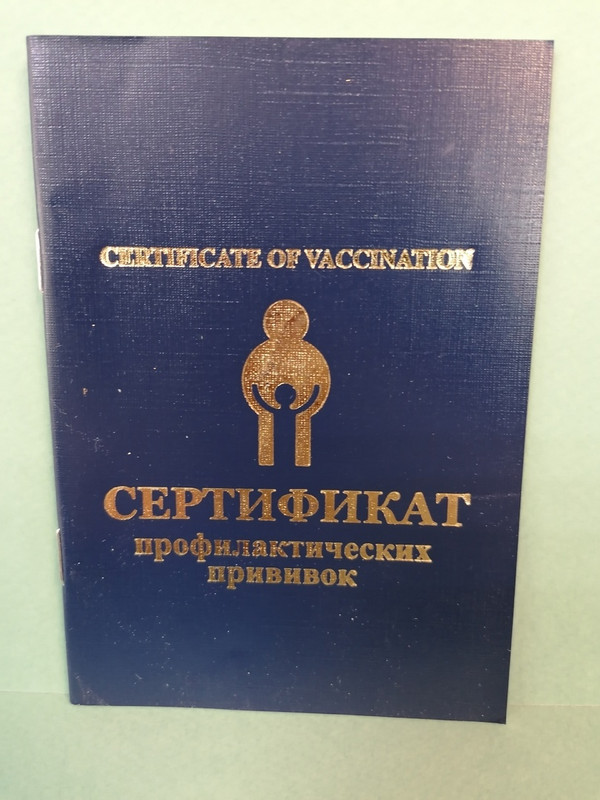 CERTIFICATE OF VACCINATION
СЕРТИФИКАТ
профилактических
прививок